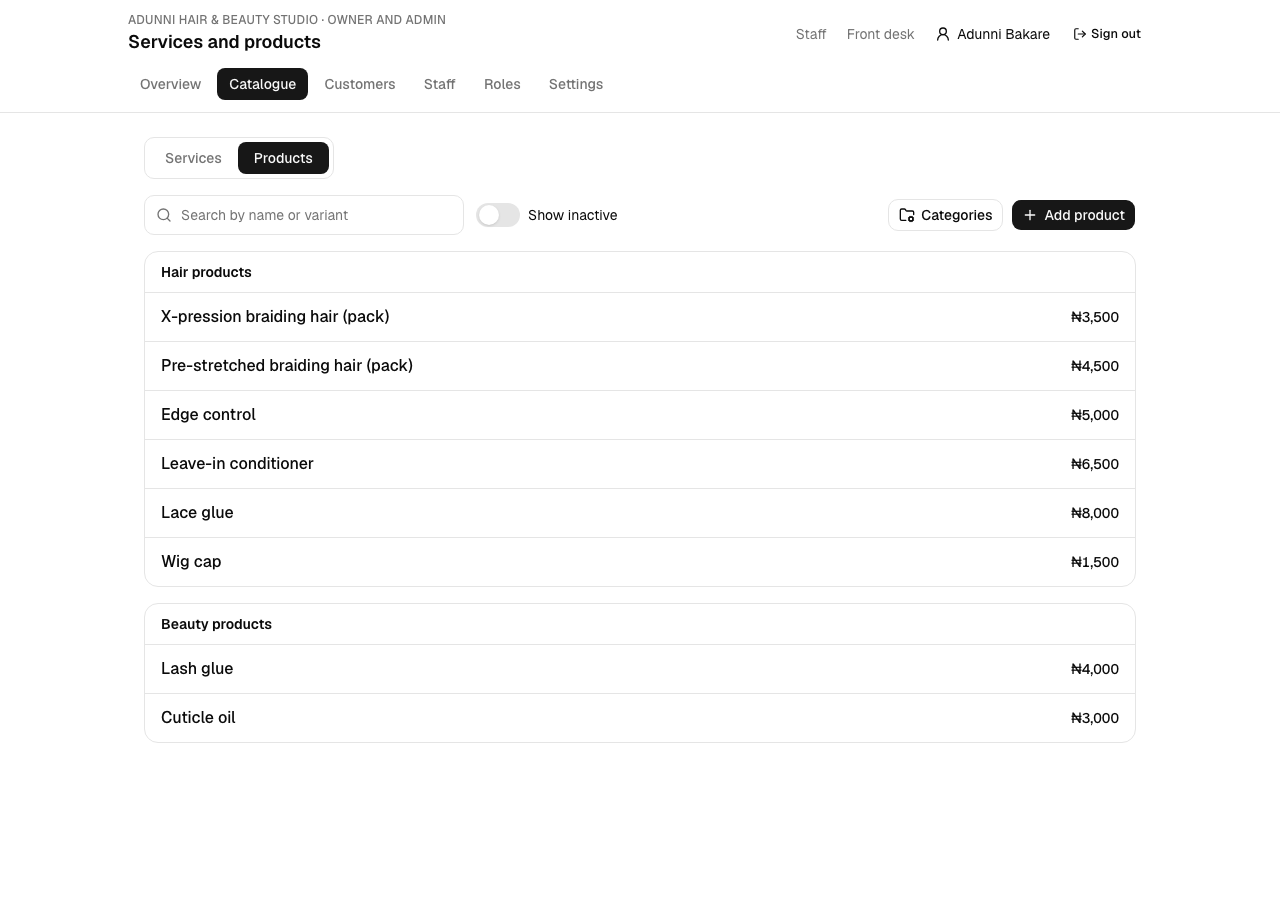 ADUNNI HAIR & BEAUTY STUDIO · OWNER AND ADMIN
Services and products
Staff
Front desk
Adunni Bakare
Sign out
Overview
Catalogue
Customers
Staff
Roles
Settings
Services
Products
Search by name or variant
Show inactive
Categories
Add product
Hair products
X-pression braiding hair (pack) ₦3,500
Pre-stretched braiding hair (pack) ₦4,500
Edge control ₦5,000
Leave-in conditioner ₦6,500
Lace glue ₦8,000
Wig cap ₦1,500
Beauty products
Lash glue ₦4,000
Cuticle oil ₦3,000